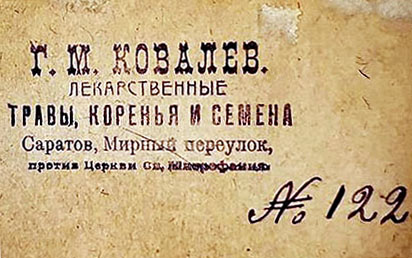 Г. М. КОВАЛЕВ.
ЛЕКАРСТВЕННЫЕ
ТРАВЫ, КОРЕНЬЯ И СЕМЕНА
Саратов, Мирный переулок,
против Церкви Св.
№ 122